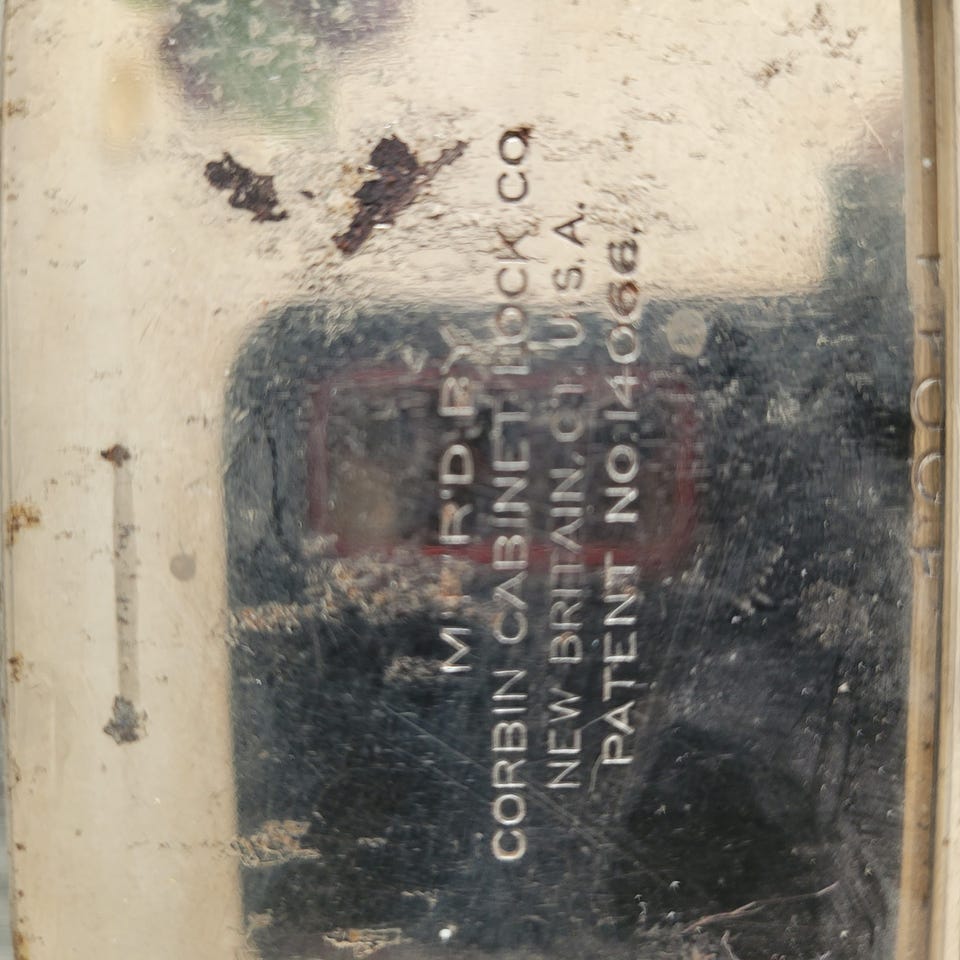 M F'R'D. BY
CORBIN CABINET LOCK CO
NEW BRITAIN, CT. U.S.A.
PATENT NO. 14066.